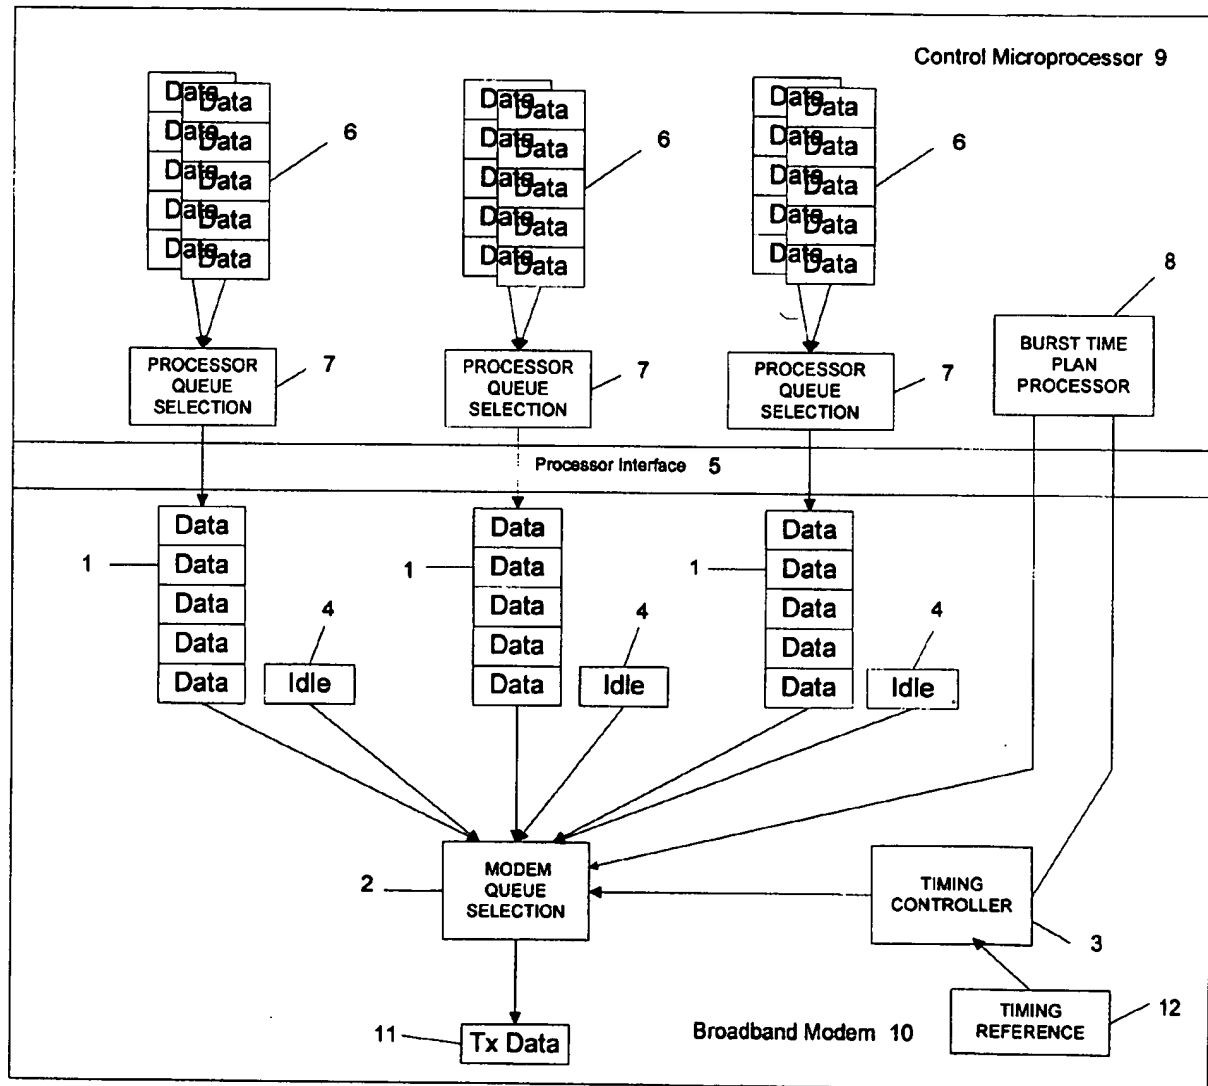 Control Microprocessor 9
Data Data Data Data Data Data
Data Data Data Data Data Data
Data Data Data Data Data Data
Data Data Data Data Data Data
Data Data Data Data Data Data
6 6 6
8
PROCESSOR QUEUE SELECTION
7
PROCESSOR QUEUE SELECTION
7
PROCESSOR QUEUE SELECTION
7
BURST TIME PLAN PROCESSOR
Processor Interface 5
Data Data Data
1 Data 1 Data 1 Data
Data 4 Data 4 Data 4
Data Data Data
Data Idle Data Idle Data Idle
2
MODEM QUEUE SELECTION
TIMING CONTROLLER
3
11 Tx Data
Broadband Modem 10
TIMING REFERENCE
12